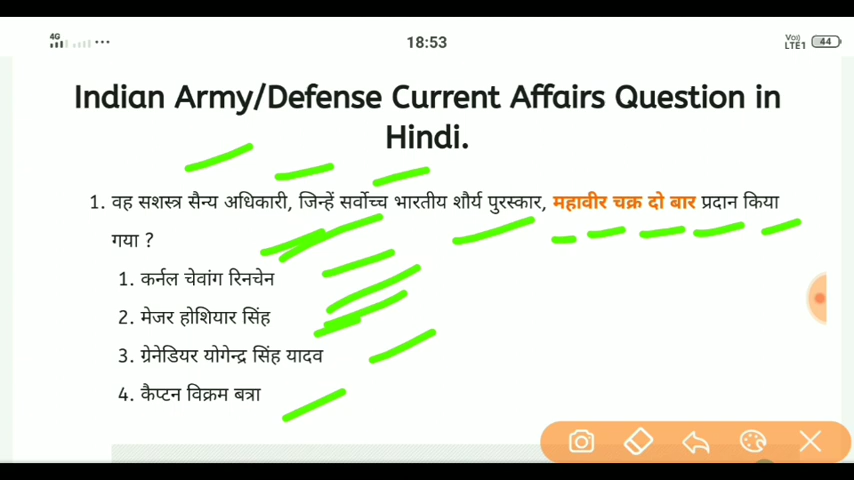 4G
18:53
Vo))
LTE1
44
Indian Army/Defense Current Affairs Question in
Hindi.
1. वह सशस्त्र सैन्य अधिकारी, जिन्हें सर्वोच्च भारतीय शौर्य पुरस्कार, महावीर चक्र दो बार प्रदान किया
गया ?
1. कर्नल चेवांग रिनचेन
2. मेजर होशियार सिंह
3. ग्रेनेडियर योगेन्द्र सिंह यादव
4. कैप्टन विक्रम बत्रा